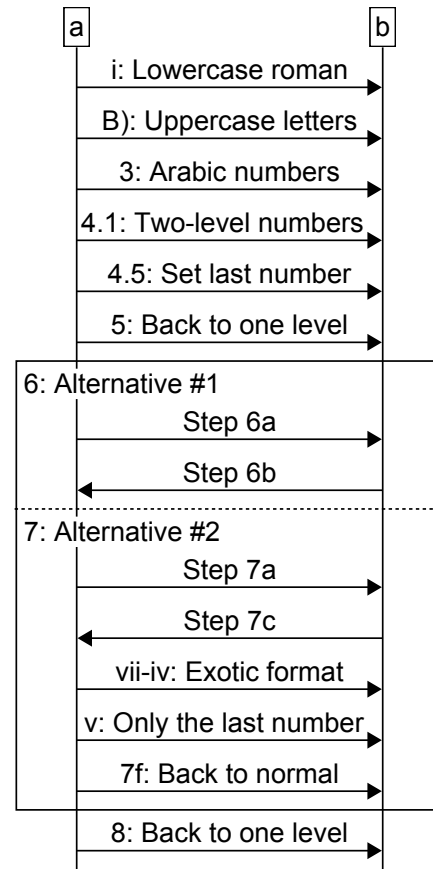 a
b
i: Lowercase roman
B): Uppercase letters
3: Arabic numbers
4.1: Two-level numbers
4.5: Set last number
5: Back to one level
6: Alternative #1
Step 6a
Step 6b
7: Alternative #2
Step 7a
Step 7c
vii-iv: Exotic format
v: Only the last number
7f: Back to normal
8: Back to one level